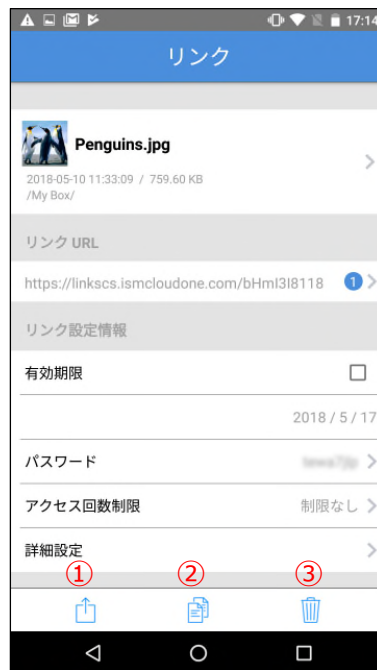 17:14
リンク
Penguins.jpg
2018-05-10 11:33:09 / 759.60 KB
/My Box/
リンク URL
https://linkscs.ismcloudone.com/bHmI3I8118 1
リンク設定情報
有効期限
2018 / 5 / 17
パスワード
アクセス回数制限 制限なし
詳細設定
① ② ③